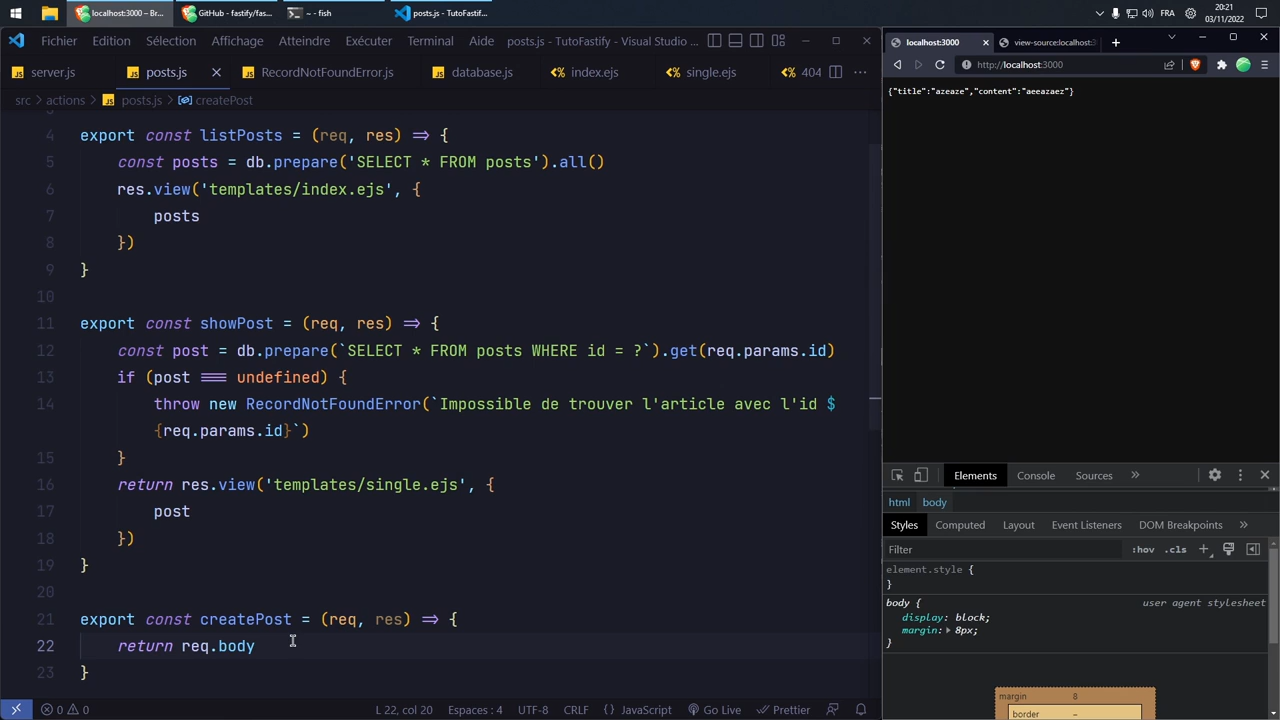 localhost:3000 – Br...
GitHub - fastify/fas...
~ - fish
posts.js - TutoFastify...
FRA
20:21
03/11/2022
Fichier
Edition
Sélection
Affichage
Atteindre
Exécuter
Terminal
Aide
posts.js - TutoFastify - Visual Studio ...
server.js
posts.js
RecordNotFoundError.js
database.js
index.ejs
single.ejs
404
src > actions > posts.js > createPost
4 export const listPosts = (req, res) => {
5 const posts = db.prepare('SELECT * FROM posts').all()
6 res.view('templates/index.ejs', {
7 posts
8 })
9 }
10
11 export const showPost = (req, res) => {
12 const post = db.prepare(`SELECT * FROM posts WHERE id = ?`).get(req.params.id)
13 if (post === undefined) {
14 throw new RecordNotFoundError(`Impossible de trouver l'article avec l'id $
{req.params.id}`)
15 }
16 return res.view('templates/single.ejs', {
17 post
18 })
19 }
20
21 export const createPost = (req, res) => {
22 return req.body
23 }
0 0
L 22, col 20
Espaces : 4
UTF-8
CRLF
{} JavaScript
Go Live
Prettier
localhost:3000
view-source:localhost:3
http://localhost:3000
{"title":"azeaze","content":"aeeazaez"}
Elements
Console
Sources
html
body
Styles
Computed
Layout
Event Listeners
DOM Breakpoints
Filter
:hov
.cls
element.style {
}
body { user agent stylesheet
display: block;
margin: 8px;
}
margin
8
border
–